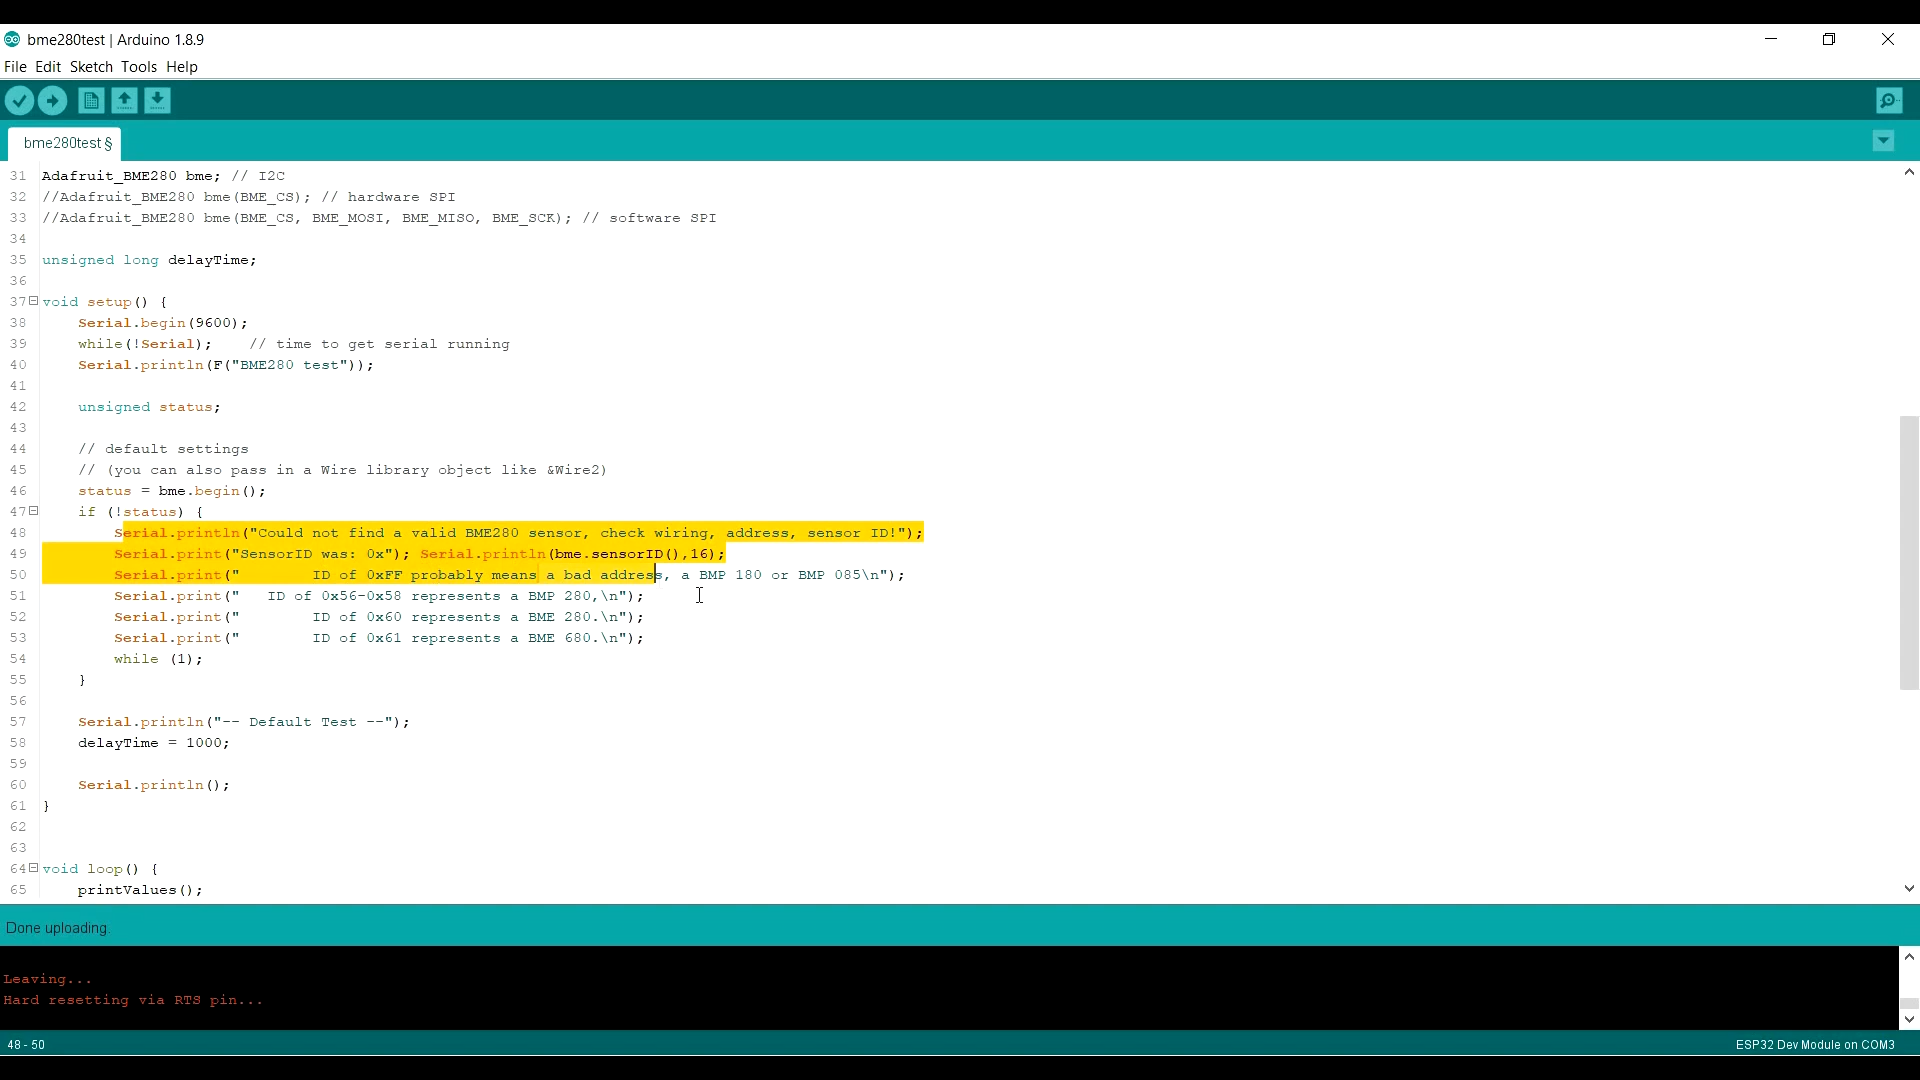 bme280test | Arduino 1.8.9
File Edit Sketch Tools Help
bme280test §
31 Adafruit_BME280 bme; // I2C
32 //Adafruit_BME280 bme(BME_CS); // hardware SPI
33 //Adafruit_BME280 bme(BME_CS, BME_MOSI, BME_MISO, BME_SCK); // software SPI
34
35 unsigned long delayTime;
36
37 void setup() {
38     Serial.begin(9600);
39     while(!Serial);    // time to get serial running
40     Serial.println(F("BME280 test"));
41
42     unsigned status;
43
44     // default settings
45     // (you can also pass in a Wire library object like &Wire2)
46     status = bme.begin();
47     if (!status) {
48         Serial.println("Could not find a valid BME280 sensor, check wiring, address, sensor ID!");
49         Serial.print("SensorID was: 0x"); Serial.println(bme.sensorID(),16);
50         Serial.print("        ID of 0xFF probably means a bad address, a BMP 180 or BMP 085\n");
51         Serial.print("   ID of 0x56-0x58 represents a BMP 280,\n");
52         Serial.print("        ID of 0x60 represents a BME 280.\n");
53         Serial.print("        ID of 0x61 represents a BME 680.\n");
54         while (1);
55     }
56
57     Serial.println("-- Default Test --");
58     delayTime = 1000;
59
60     Serial.println();
61 }
62
63
64 void loop() {
65     printValues();
Done uploading.
Leaving...
Hard resetting via RTS pin...
48 - 50
ESP32 Dev Module on COM3